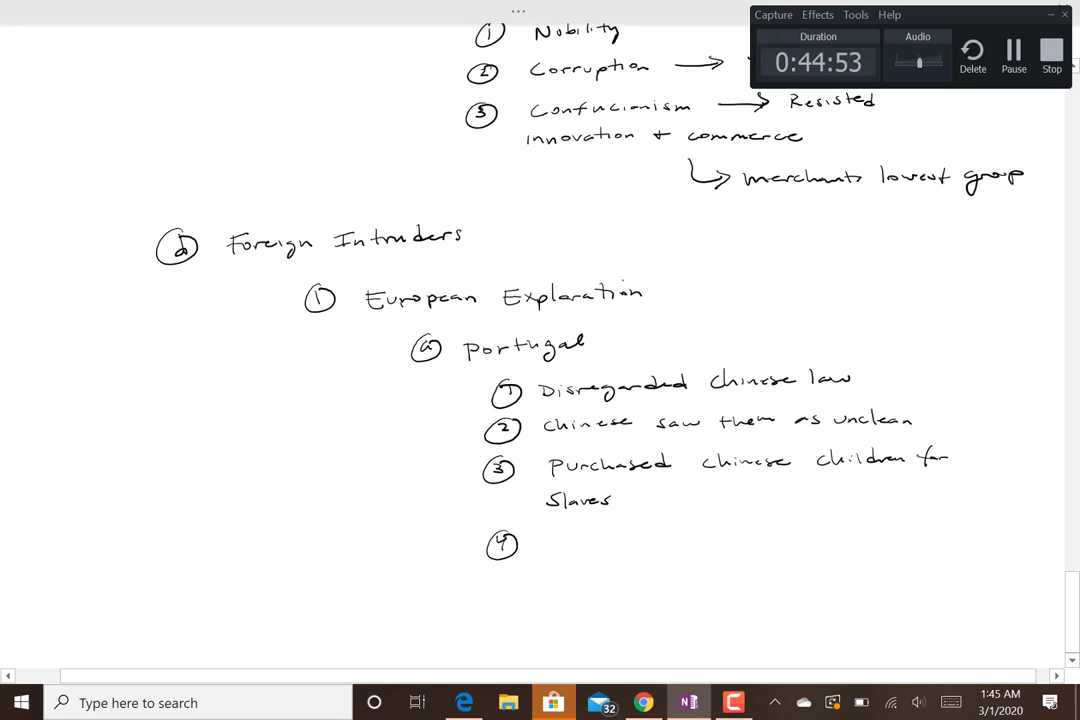 Capture Effects Tools Help
Duration Audio
0:44:53
Delete Pause Stop
① Nobility
② Corruption →
③ Confucianism → Resisted
innovation + commerce
↳ merchants lowest group
ⓓ Foreign Intruders
① European Exploration
ⓐ Portugal
① Disregarded Chinese law
② Chinese saw them as unclean
③ Purchased Chinese children for
Slaves
④
Type here to search
32
1:45 AM
3/1/2020